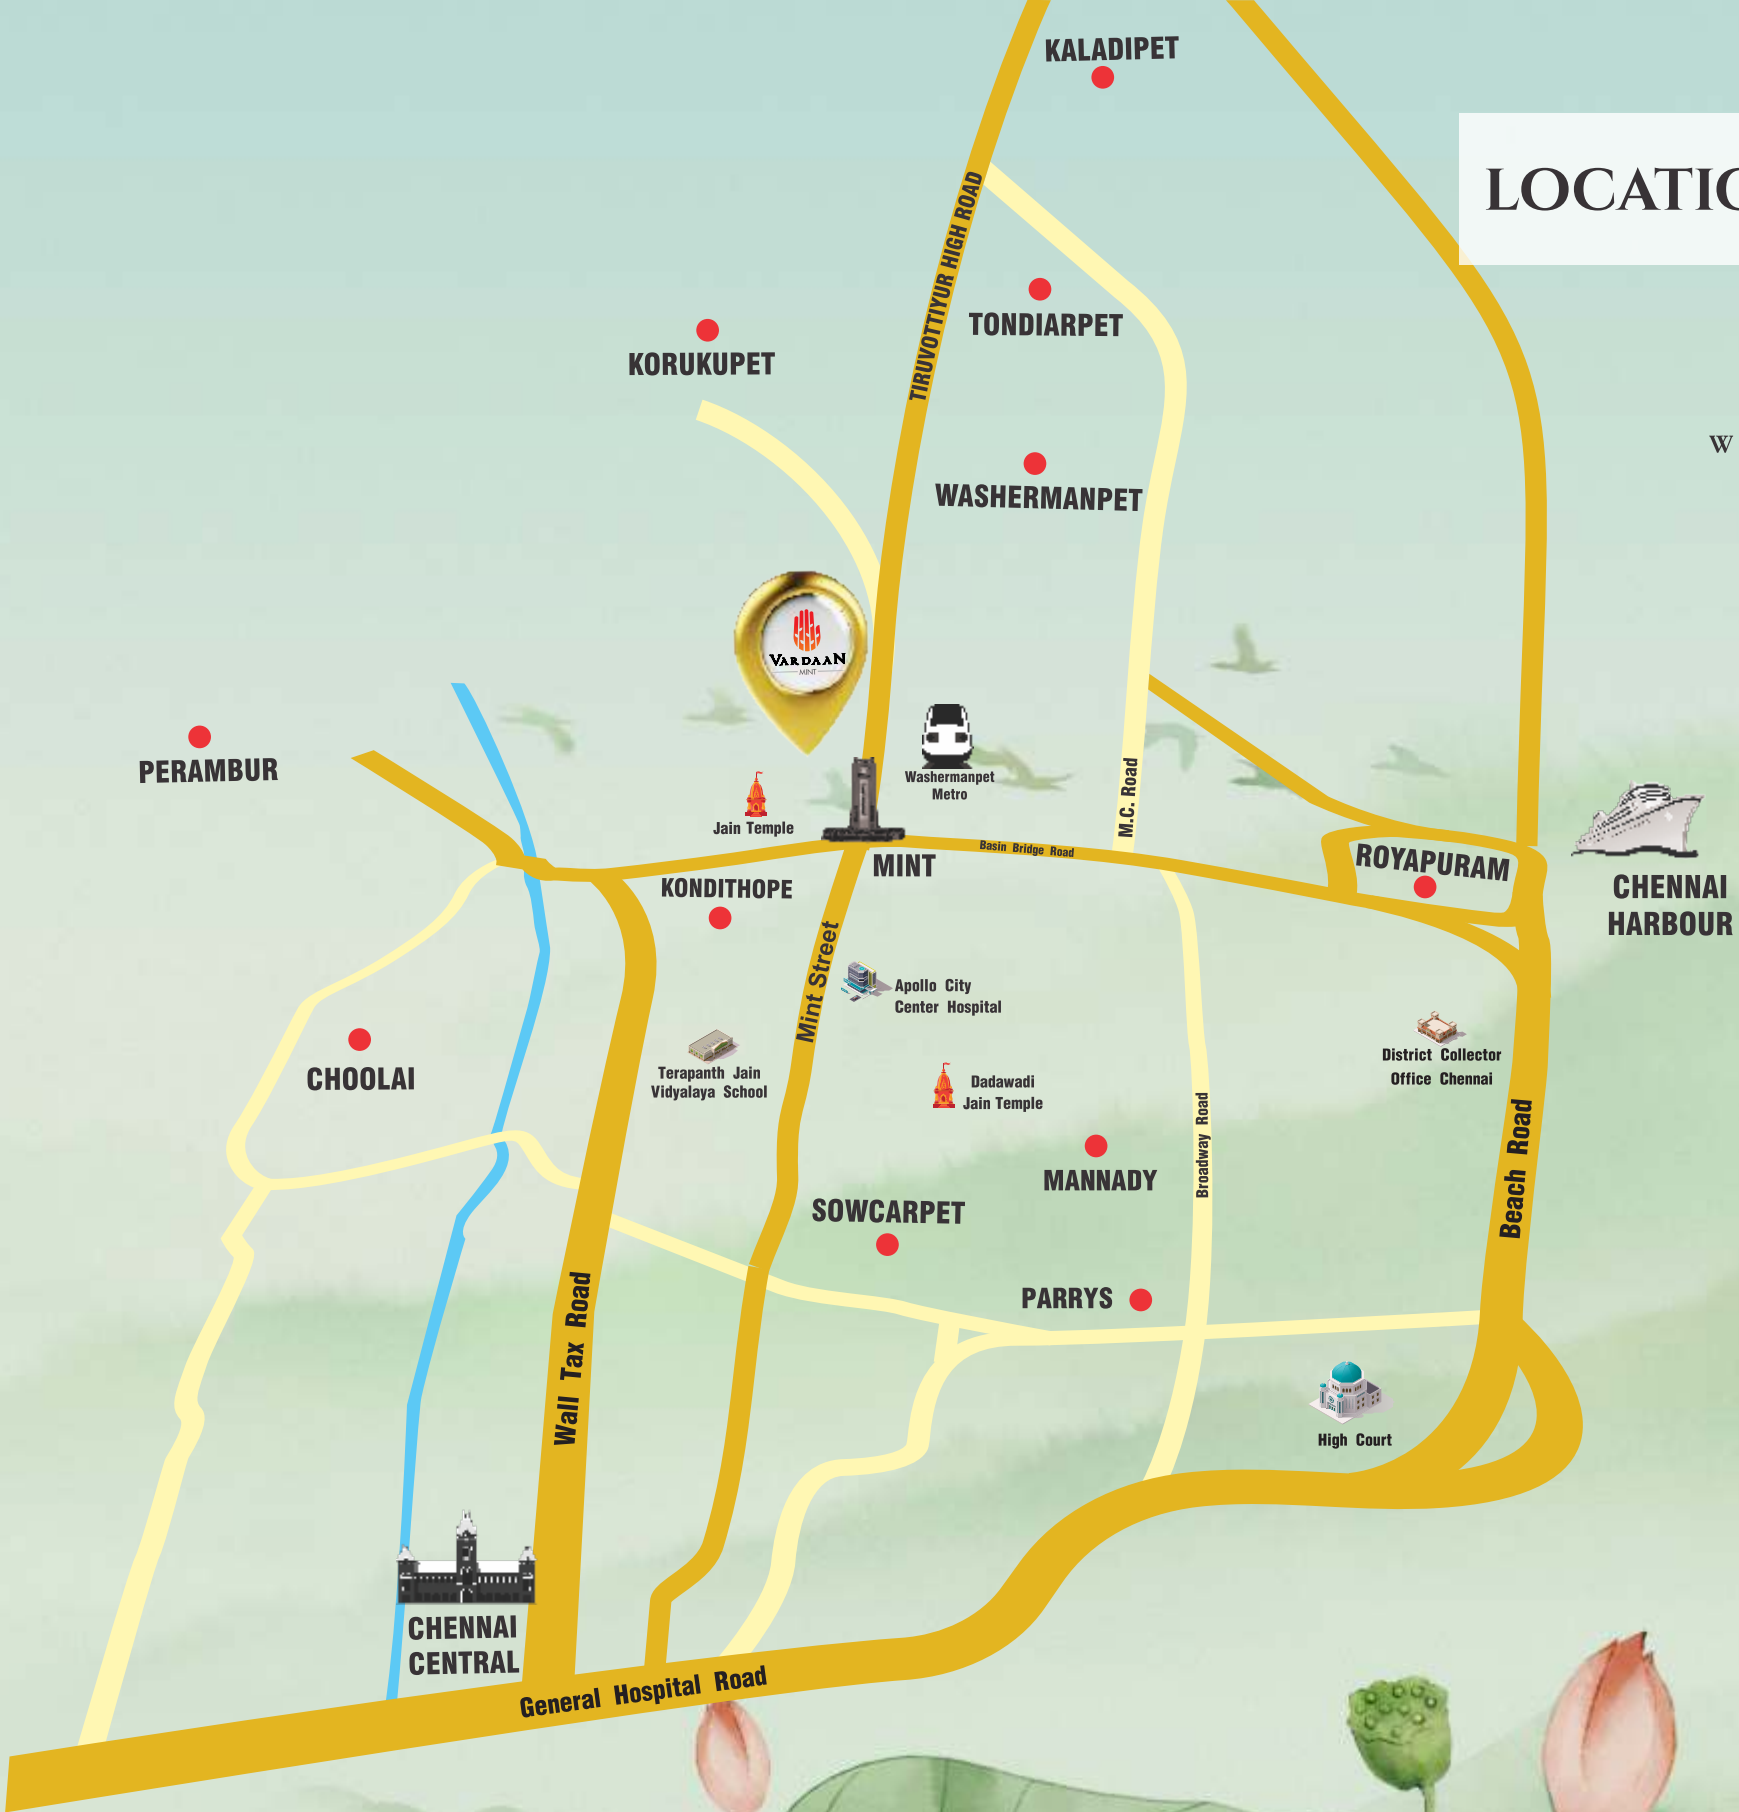 KALADIPET
LOCATIO
TIRUVOTTIYUR HIGH ROAD
TONDIARPET
KORUKUPET
W
WASHERMANPET
VARDAAN
MINT
PERAMBUR
Washermanpet
Metro
M.C. Road
Jain Temple
Basin Bridge Road
MINT
ROYAPURAM
KONDITHOPE
CHENNAI
HARBOUR
Mint Street
Apollo City
Center Hospital
CHOOLAI
Terapanth Jain
Vidyalaya School
Dadawadi
Jain Temple
District Collector
Office Chennai
Broadway Road
Beach Road
MANNADY
SOWCARPET
PARRYS
Wall Tax Road
High Court
CHENNAI
CENTRAL
General Hospital Road